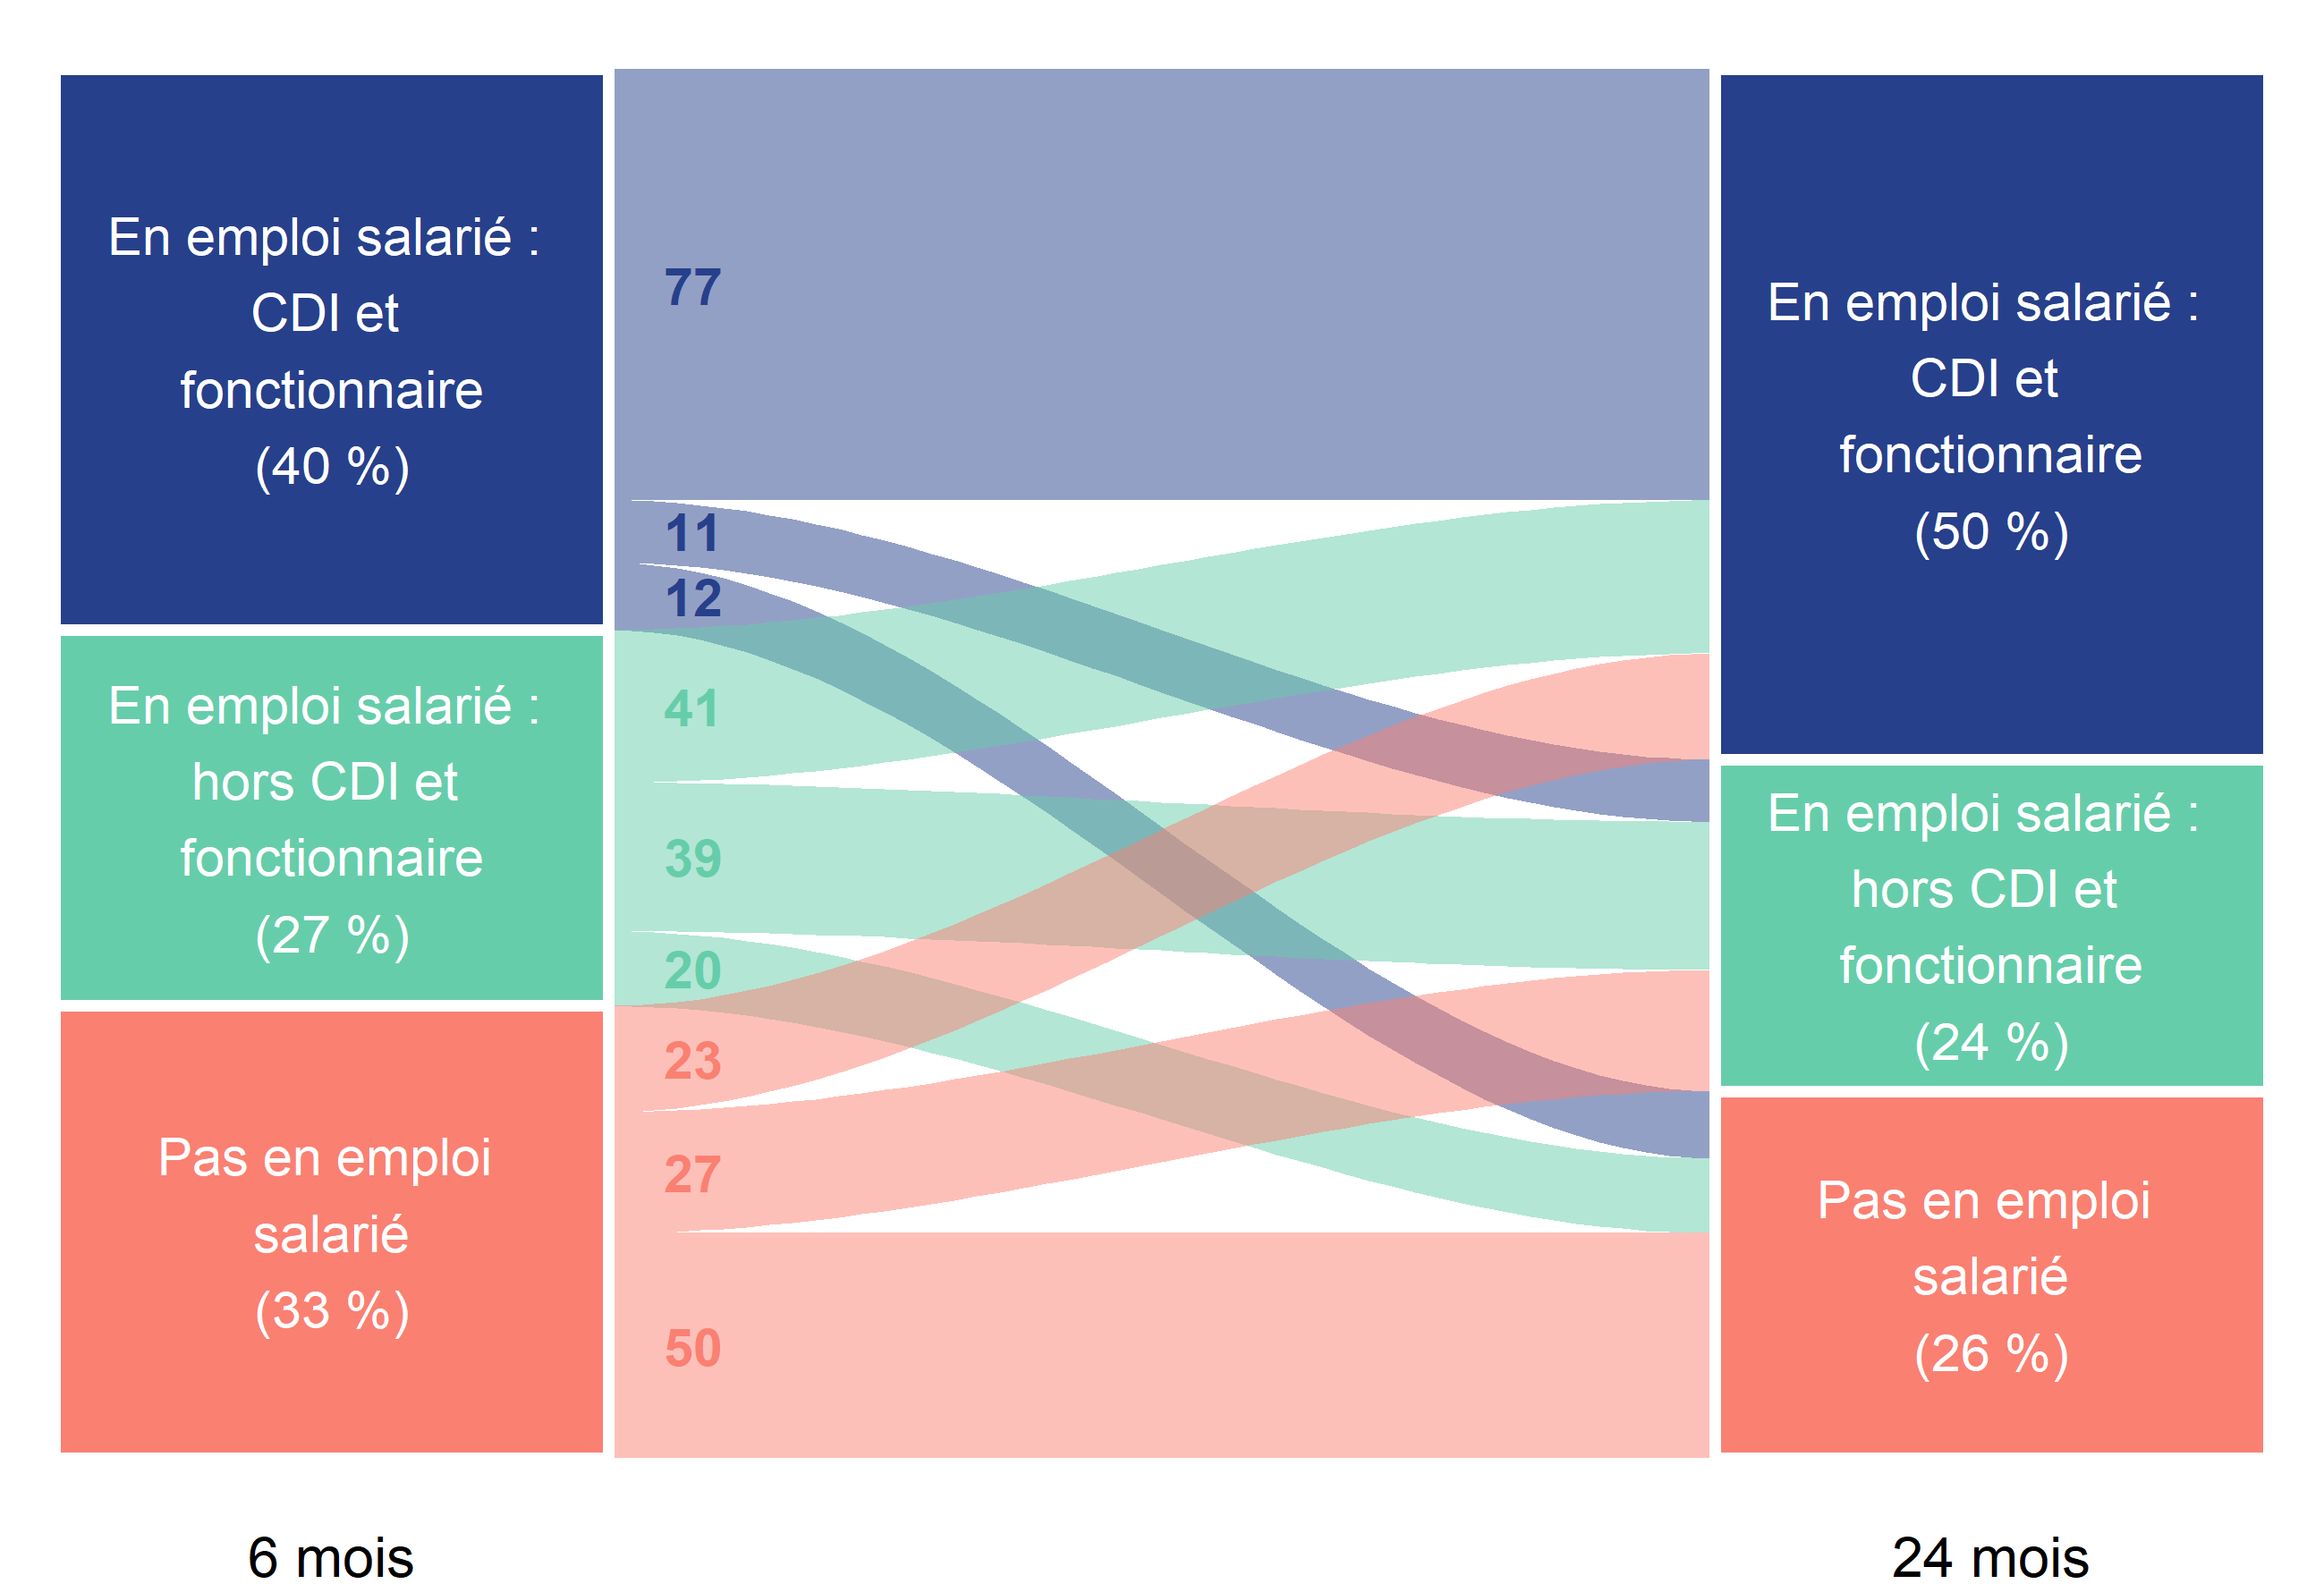 En emploi salarié :
CDI et
fonctionnaire
(40 %)
En emploi salarié :
hors CDI et
fonctionnaire
(27 %)
Pas en emploi
salarié
(33 %)
6 mois
77
11
12
41
39
20
23
27
50
En emploi salarié :
CDI et
fonctionnaire
(50 %)
En emploi salarié :
hors CDI et
fonctionnaire
(24 %)
Pas en emploi
salarié
(26 %)
24 mois